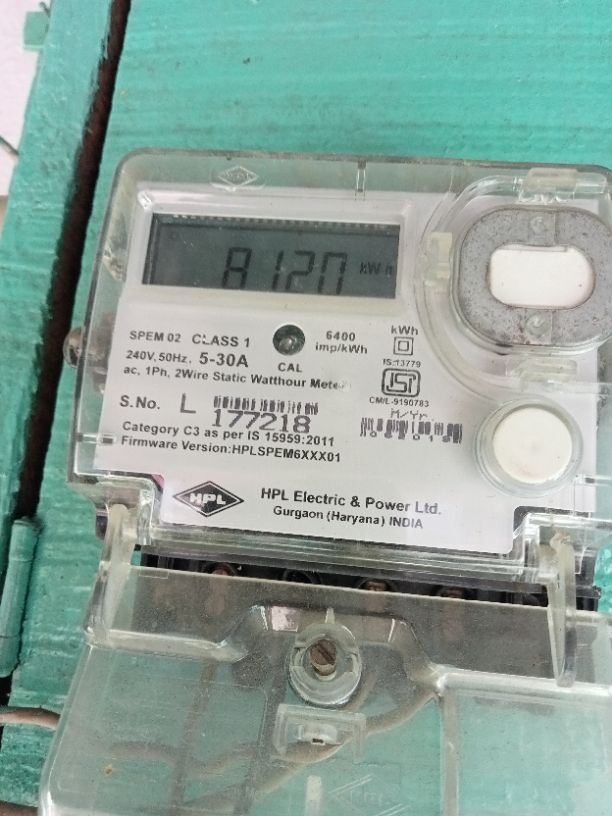 8120 kWh
SPEM 02 CLASS 1
240V, 50Hz. 5-30A
CAL
6400
imp/kWh
kWh
IS:13779
ac, 1Ph, 2Wire Static Watthour Meter
ISI
CM/L-9190783
S.No. L 177218
M/Yr.
Category C3 as per IS 15959:2011
Firmware Version:HPLSPEM6XXX01
HPL
HPL Electric & Power Ltd.
Gurgaon (Haryana) INDIA